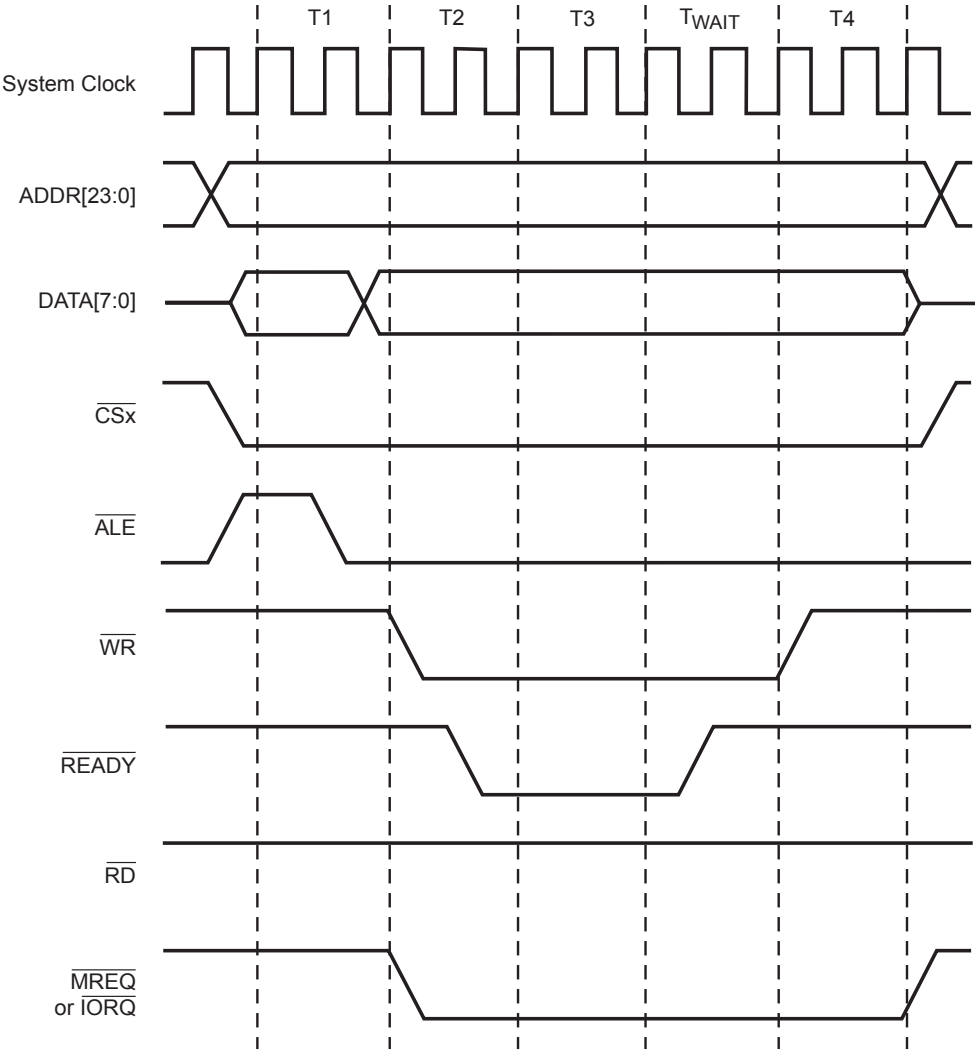 T1 T2 T3 TWAIT T4
System Clock
ADDR[23:0]
DATA[7:0]
CSx
ALE
WR
READY
RD
MREQ
or IORQ